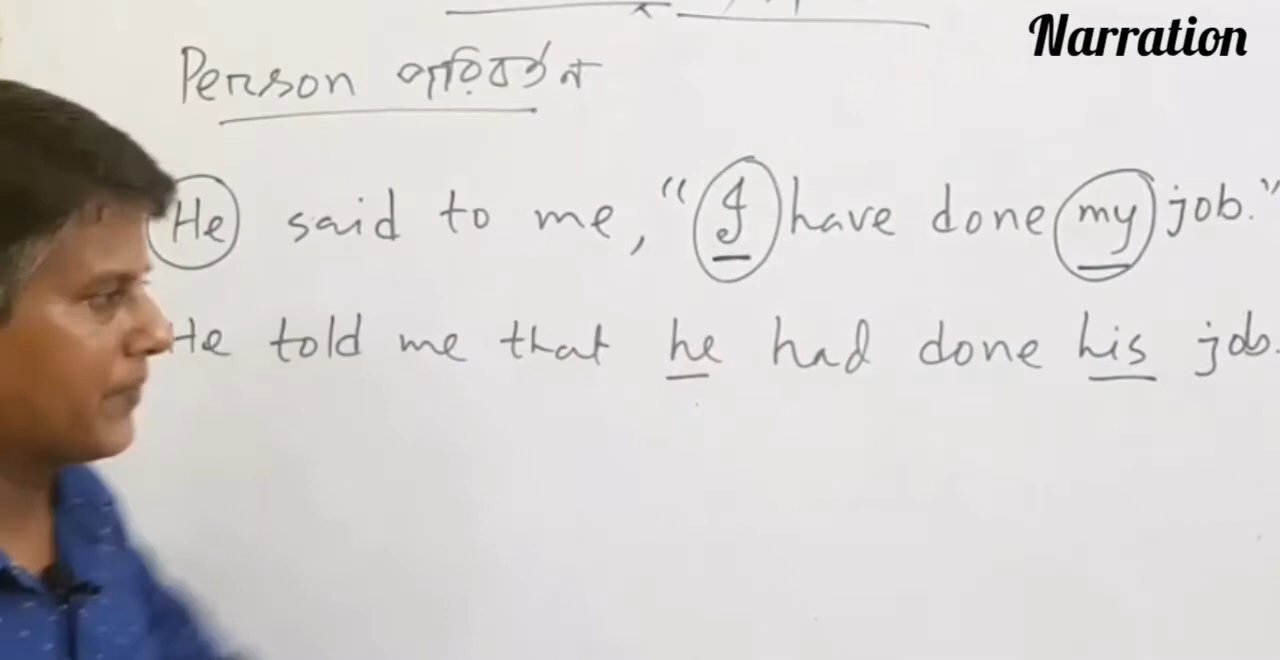 Narration
Person পরিবর্তন
He said to me, "I have done my job."
He told me that he had done his job.